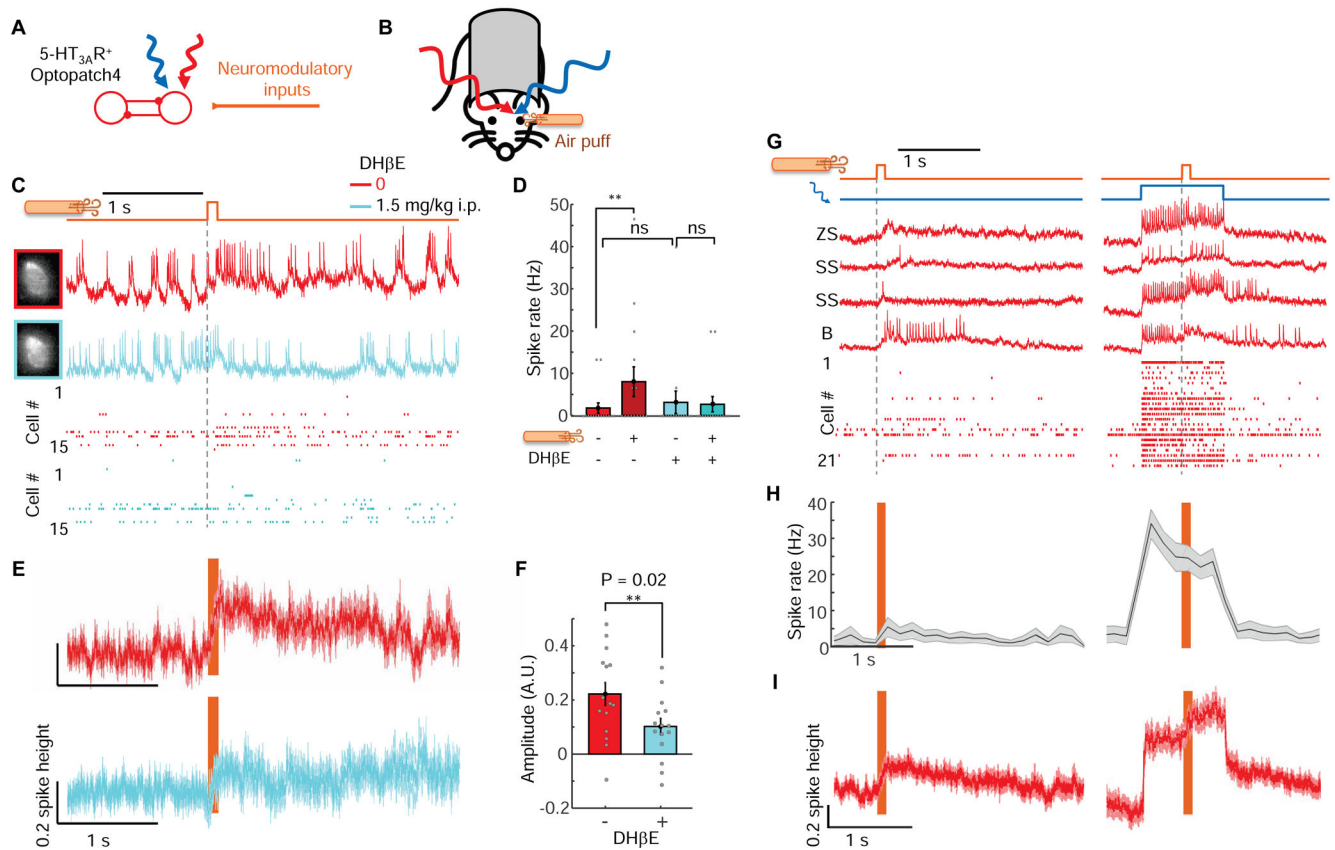 A
5-HT3AR+
Optopatch4
Neuromodulatory
inputs
B
Air puff
C
1 s
DHβE
0
1.5 mg/kg i.p.
1
Cell #
15
1
Cell #
15
D
Spike rate (Hz)
50
40
30
20
10
0
**
ns
ns
- + - +
DHβE - - + +
E
0.2 spike height
1 s
F
P = 0.02
**
Amplitude (A.U.)
0.4
0.2
0
-0.2
- +
DHβE
G
1 s
ZS
SS
SS
B
1
Cell #
21
H
Spike rate (Hz)
40
30
20
10
0
1 s
I
0.2 spike height
1 s